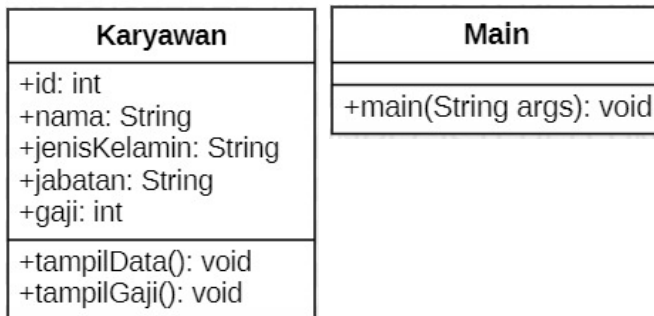 Karyawan
+id: int
+nama: String
+jenisKelamin: String
+jabatan: String
+gaji: int
+tampilData(): void
+tampilGaji(): void
Main
+main(String args): void